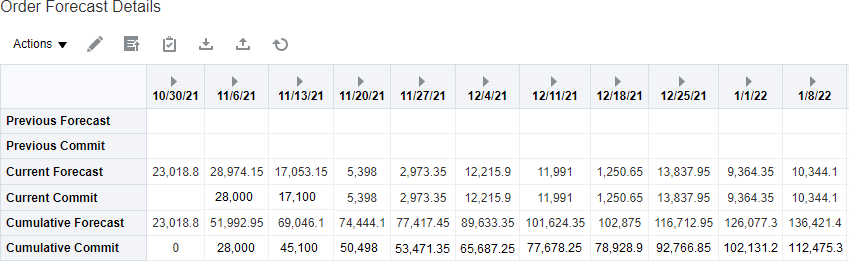 Order Forecast Details
Actions
10/30/21 11/6/21 11/13/21 11/20/21 11/27/21 12/4/21 12/11/21 12/18/21 12/25/21 1/1/22 1/8/22
Previous Forecast
Previous Commit
Current Forecast 23,018.8 28,974.15 17,053.15 5,398 2,973.35 12,215.9 11,991 1,250.65 13,837.95 9,364.35 10,344.1
Current Commit 28,000 17,100 5,398 2,973.35 12,215.9 11,991 1,250.65 13,837.95 9,364.35 10,344.1
Cumulative Forecast 23,018.8 51,992.95 69,046.1 74,444.1 77,417.45 89,633.35 101,624.35 102,875 116,712.95 126,077.3 136,421.4
Cumulative Commit 0 28,000 45,100 50,498 53,471.35 65,687.25 77,678.25 78,928.9 92,766.85 102,131.2 112,475.3